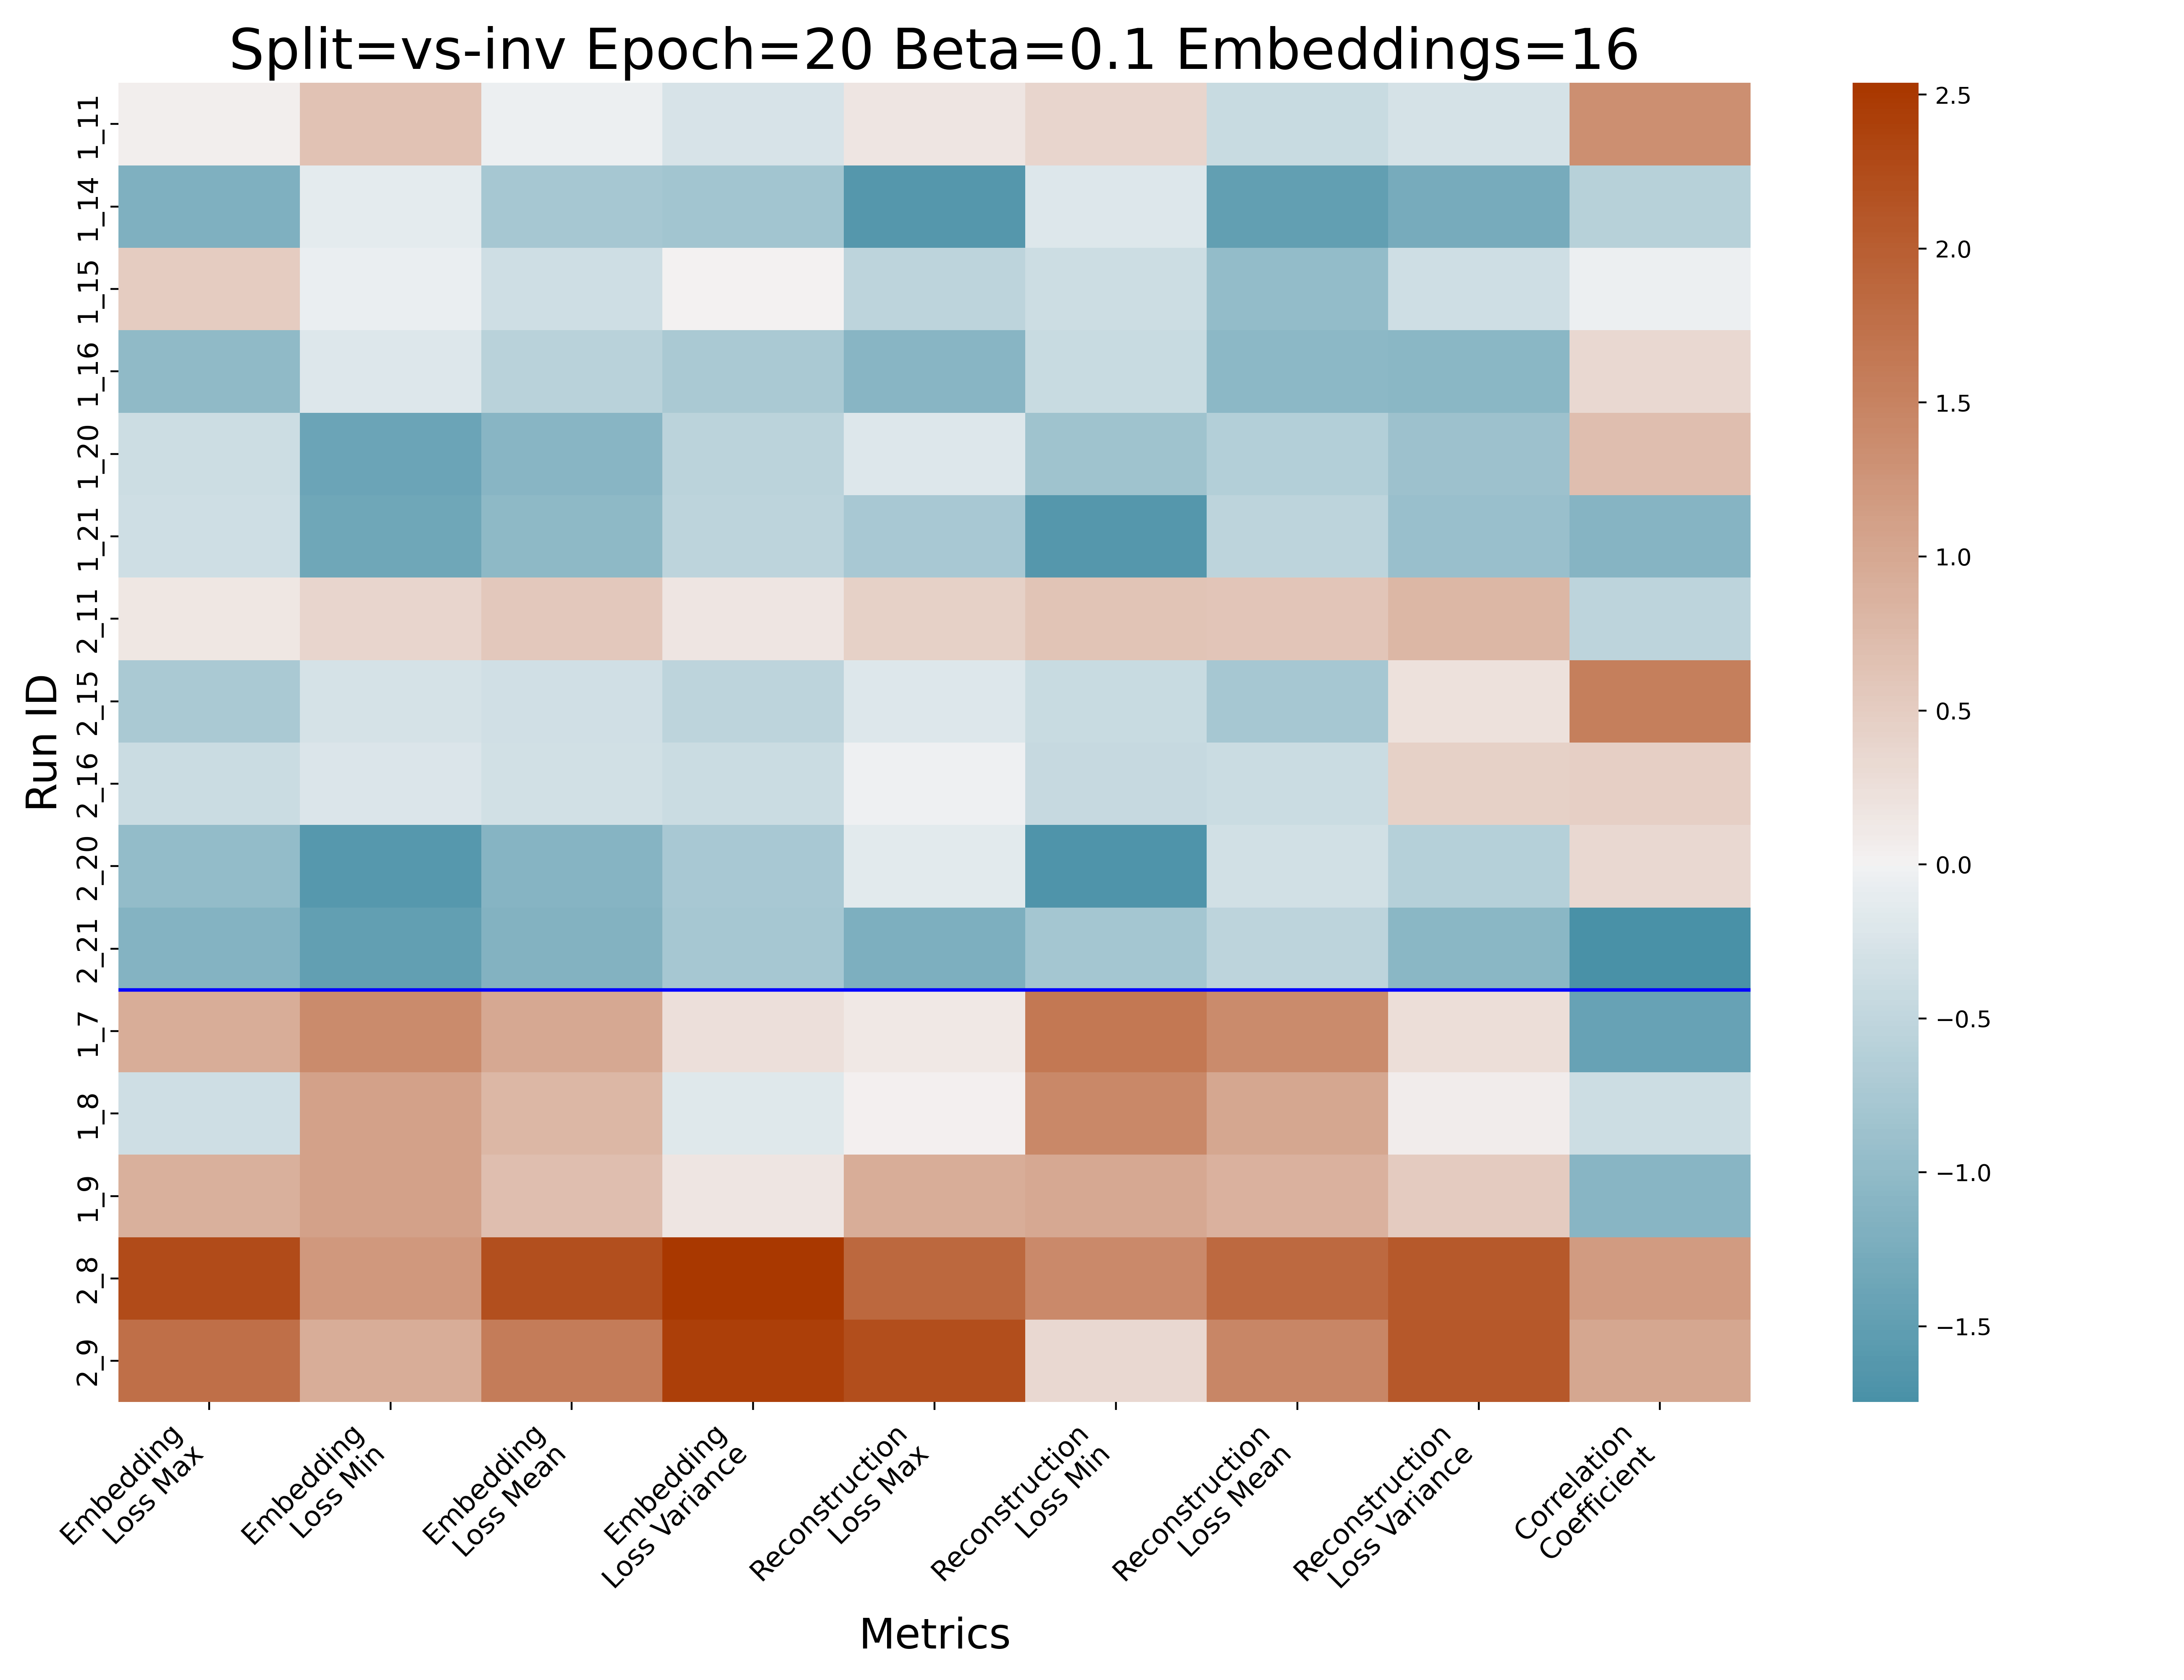 Split=vs-inv Epoch=20 Beta=0.1 Embeddings=16
Run ID
1_11
1_14
1_15
1_16
1_20
1_21
2_11
2_15
2_16
2_20
2_21
1_7
1_8
1_9
2_8
2_9
Embedding
Loss Max
Embedding
Loss Min
Embedding
Loss Mean
Embedding
Loss Variance
Reconstruction
Loss Max
Reconstruction
Loss Min
Reconstruction
Loss Mean
Reconstruction
Loss Variance
Correlation
Coefficient
Metrics
2.5
2.0
1.5
1.0
0.5
0.0
−0.5
−1.0
−1.5